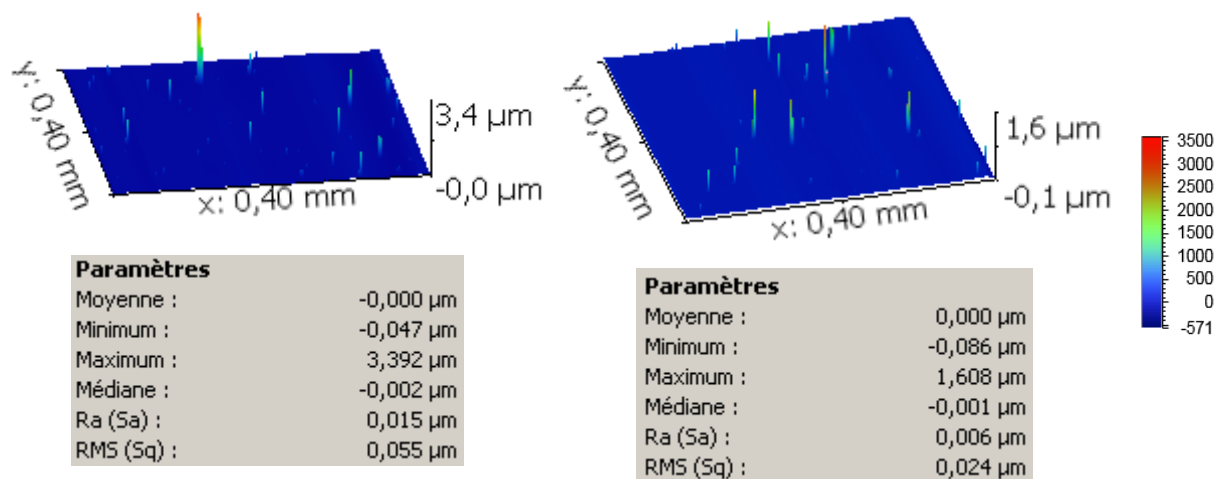 y: 0,40 mm
x: 0,40 mm
3,4 µm
-0,0 µm
y: 0,40 mm
x: 0,40 mm
1,6 µm
-0,1 µm
3500
3000
2500
2000
1500
1000
500
0
-571
Paramètres
Moyenne : -0,000 µm
Minimum : -0,047 µm
Maximum : 3,392 µm
Médiane : -0,002 µm
Ra (Sa) : 0,015 µm
RMS (Sq) : 0,055 µm
Paramètres
Moyenne : 0,000 µm
Minimum : -0,086 µm
Maximum : 1,608 µm
Médiane : -0,001 µm
Ra (Sa) : 0,006 µm
RMS (Sq) : 0,024 µm